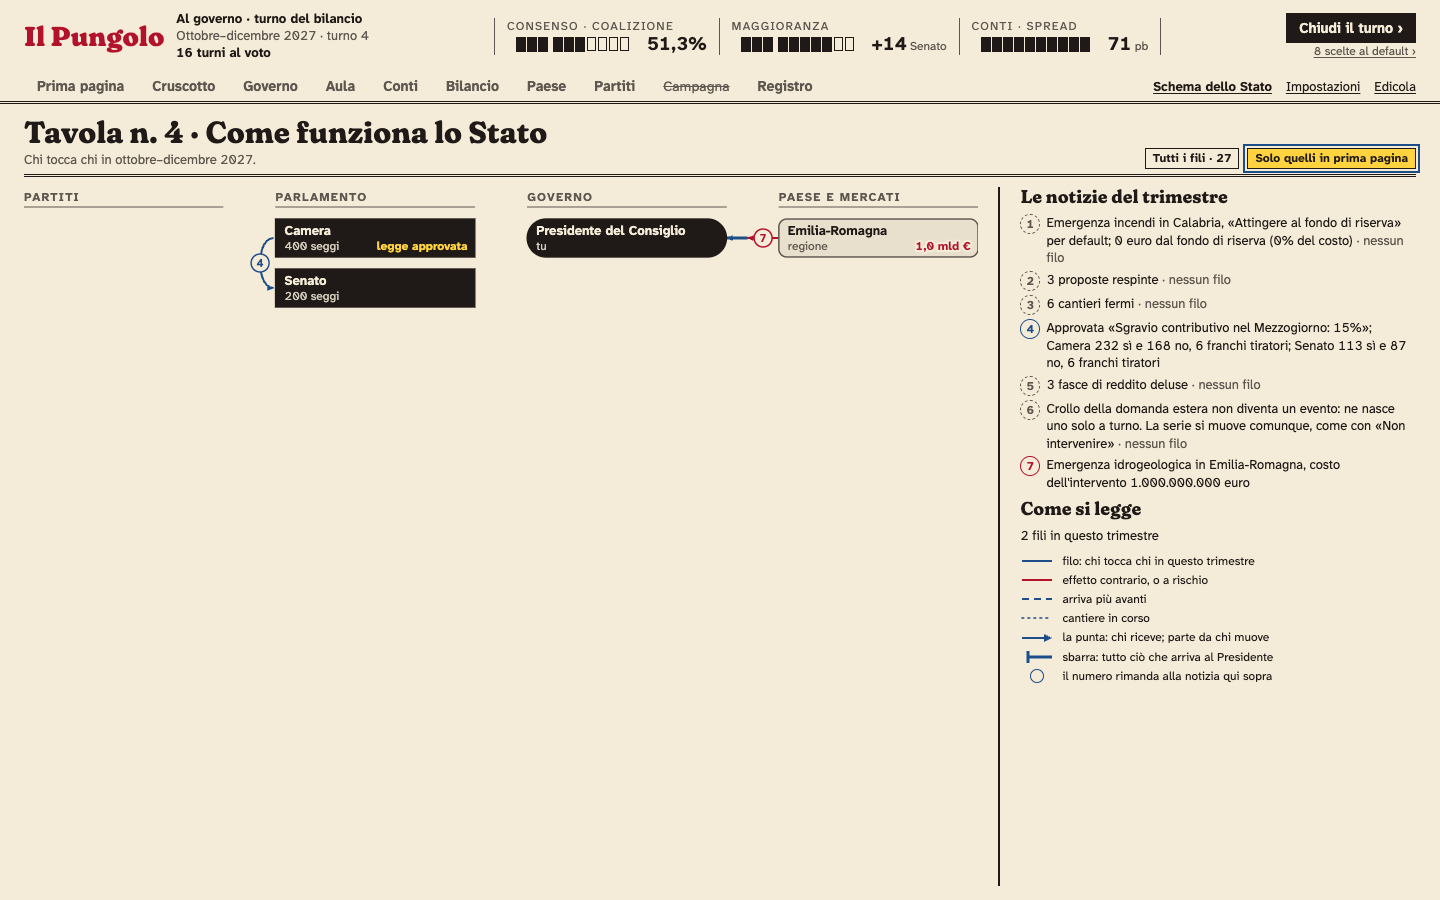 Il Pungolo
Al governo · turno del bilancio
Ottobre–dicembre 2027 · turno 4
16 turni al voto
CONSENSO · COALIZIONE
51,3%
MAGGIORANZA
+14 Senato
CONTI · SPREAD
71 pb
Chiudi il turno ›
8 scelte al default ›
Prima pagina
Cruscotto
Governo
Aula
Conti
Bilancio
Paese
Partiti
Campagna
Registro
Schema dello Stato
Impostazioni
Edicola
Tavola n. 4 · Come funziona lo Stato
Chi tocca chi in ottobre–dicembre 2027.
Tutti i fili · 27
Solo quelli in prima pagina
PARTITI
PARLAMENTO
GOVERNO
PAESE E MERCATI
Camera
400 seggi
legge approvata
4
Senato
200 seggi
Presidente del Consiglio
tu
7
Emilia-Romagna
regione
1,0 mld €
Le notizie del trimestre
1 Emergenza incendi in Calabria, «Attingere al fondo di riserva»
per default; 0 euro dal fondo di riserva (0% del costo) · nessun
filo
2 3 proposte respinte · nessun filo
3 6 cantieri fermi · nessun filo
4 Approvata «Sgravio contributivo nel Mezzogiorno: 15%»;
Camera 232 sì e 168 no, 6 franchi tiratori; Senato 113 sì e 87
no, 6 franchi tiratori
5 3 fasce di reddito deluse · nessun filo
6 Crollo della domanda estera non diventa un evento: ne nasce
uno solo a turno. La serie si muove comunque, come con «Non
intervenire» · nessun filo
7 Emergenza idrogeologica in Emilia-Romagna, costo
dell'intervento 1.000.000.000 euro
Come si legge
2 fili in questo trimestre
filo: chi tocca chi in questo trimestre
effetto contrario, o a rischio
arriva più avanti
cantiere in corso
la punta: chi riceve; parte da chi muove
sbarra: tutto ciò che arriva al Presidente
il numero rimanda alla notizia qui sopra